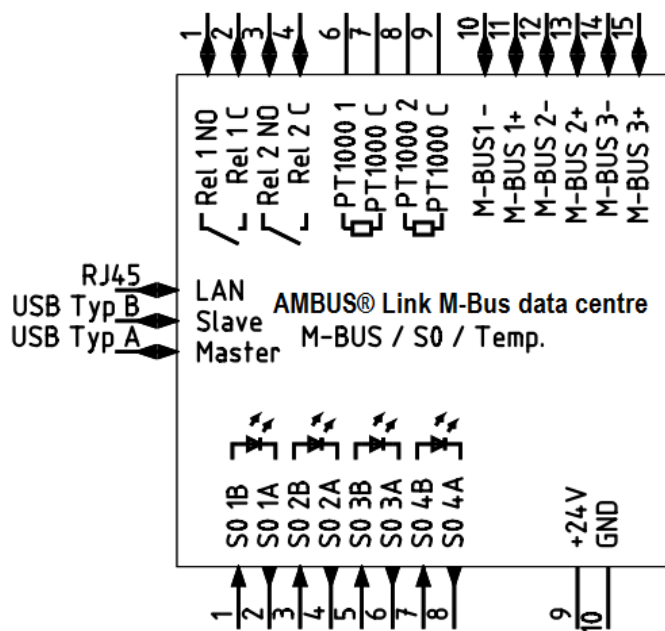 1 2 3 4 6 7 8 9 10 11 12 13 14 15
Rel 1 NO
Rel 1 C
Rel 2 NO
Rel 2 C
PT1000 1
PT1000 C
PT1000 2
PT1000 C
M-BUS1 -
M-BUS 1+
M-BUS 2-
M-BUS 2+
M-BUS 3-
M-BUS 3+
RJ45 LAN
USB Typ B Slave
USB Typ A Master
AMBUS® Link M-Bus data centre
M-BUS / S0 / Temp.
S0 1B
S0 1A
S0 2B
S0 2A
S0 3B
S0 3A
S0 4B
S0 4A
+24V
GND
1 2 3 4 5 6 7 8 9 10